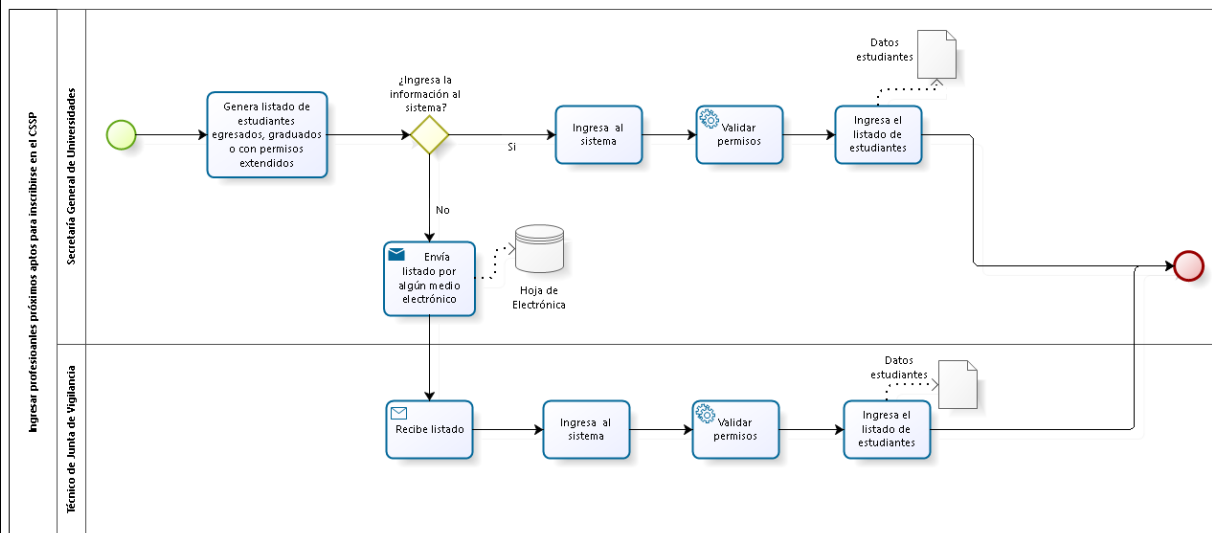 Ingresar profesioanles próximos aptos para inscribirse en el CSSP
Secretaría General de Universidades
Genera listado de
estudiantes
egresados, graduados
o con permisos
extendidos
¿Ingresa la
información al
sistema?
Si
No
Ingresa al
sistema
Validar
permisos
Ingresa el
listado de
estudiantes
Datos
estudiantes
Envía
listado por
algún medio
electrónico
Hoja de
Electrónica
Técnico de Junta de Vigilancia
Recibe listado
Ingresa al
sistema
Validar
permisos
Ingresa el
listado de
estudiantes
Datos
estudiantes